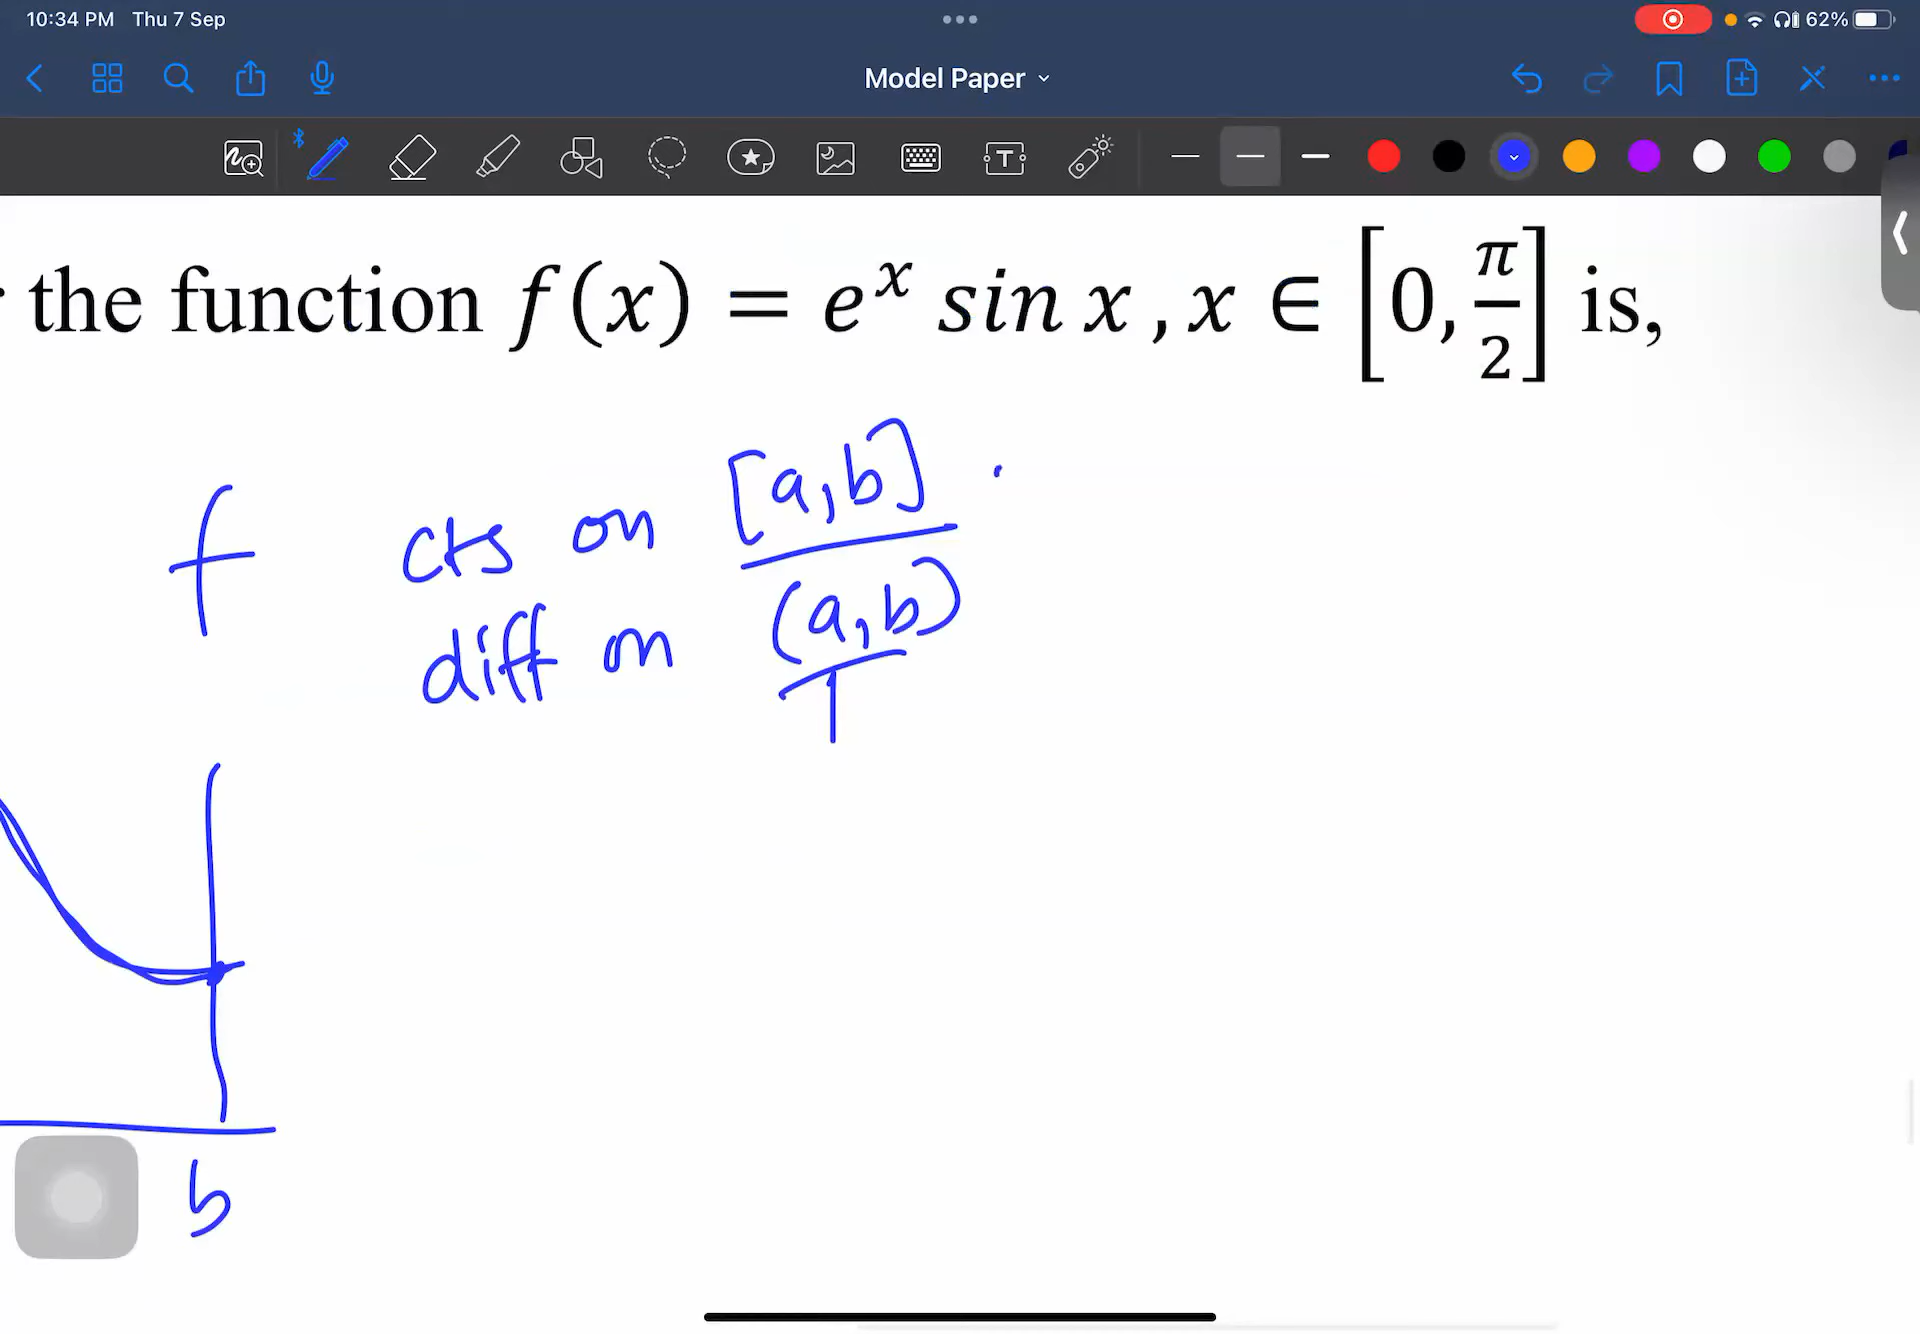 10:34 PM Thu 7 Sep
62%
Model Paper
T
the function f(x) = e^x sin x , x ∈ [0, π/2] is,
f cts on [a,b]
diff on (a,b)
b